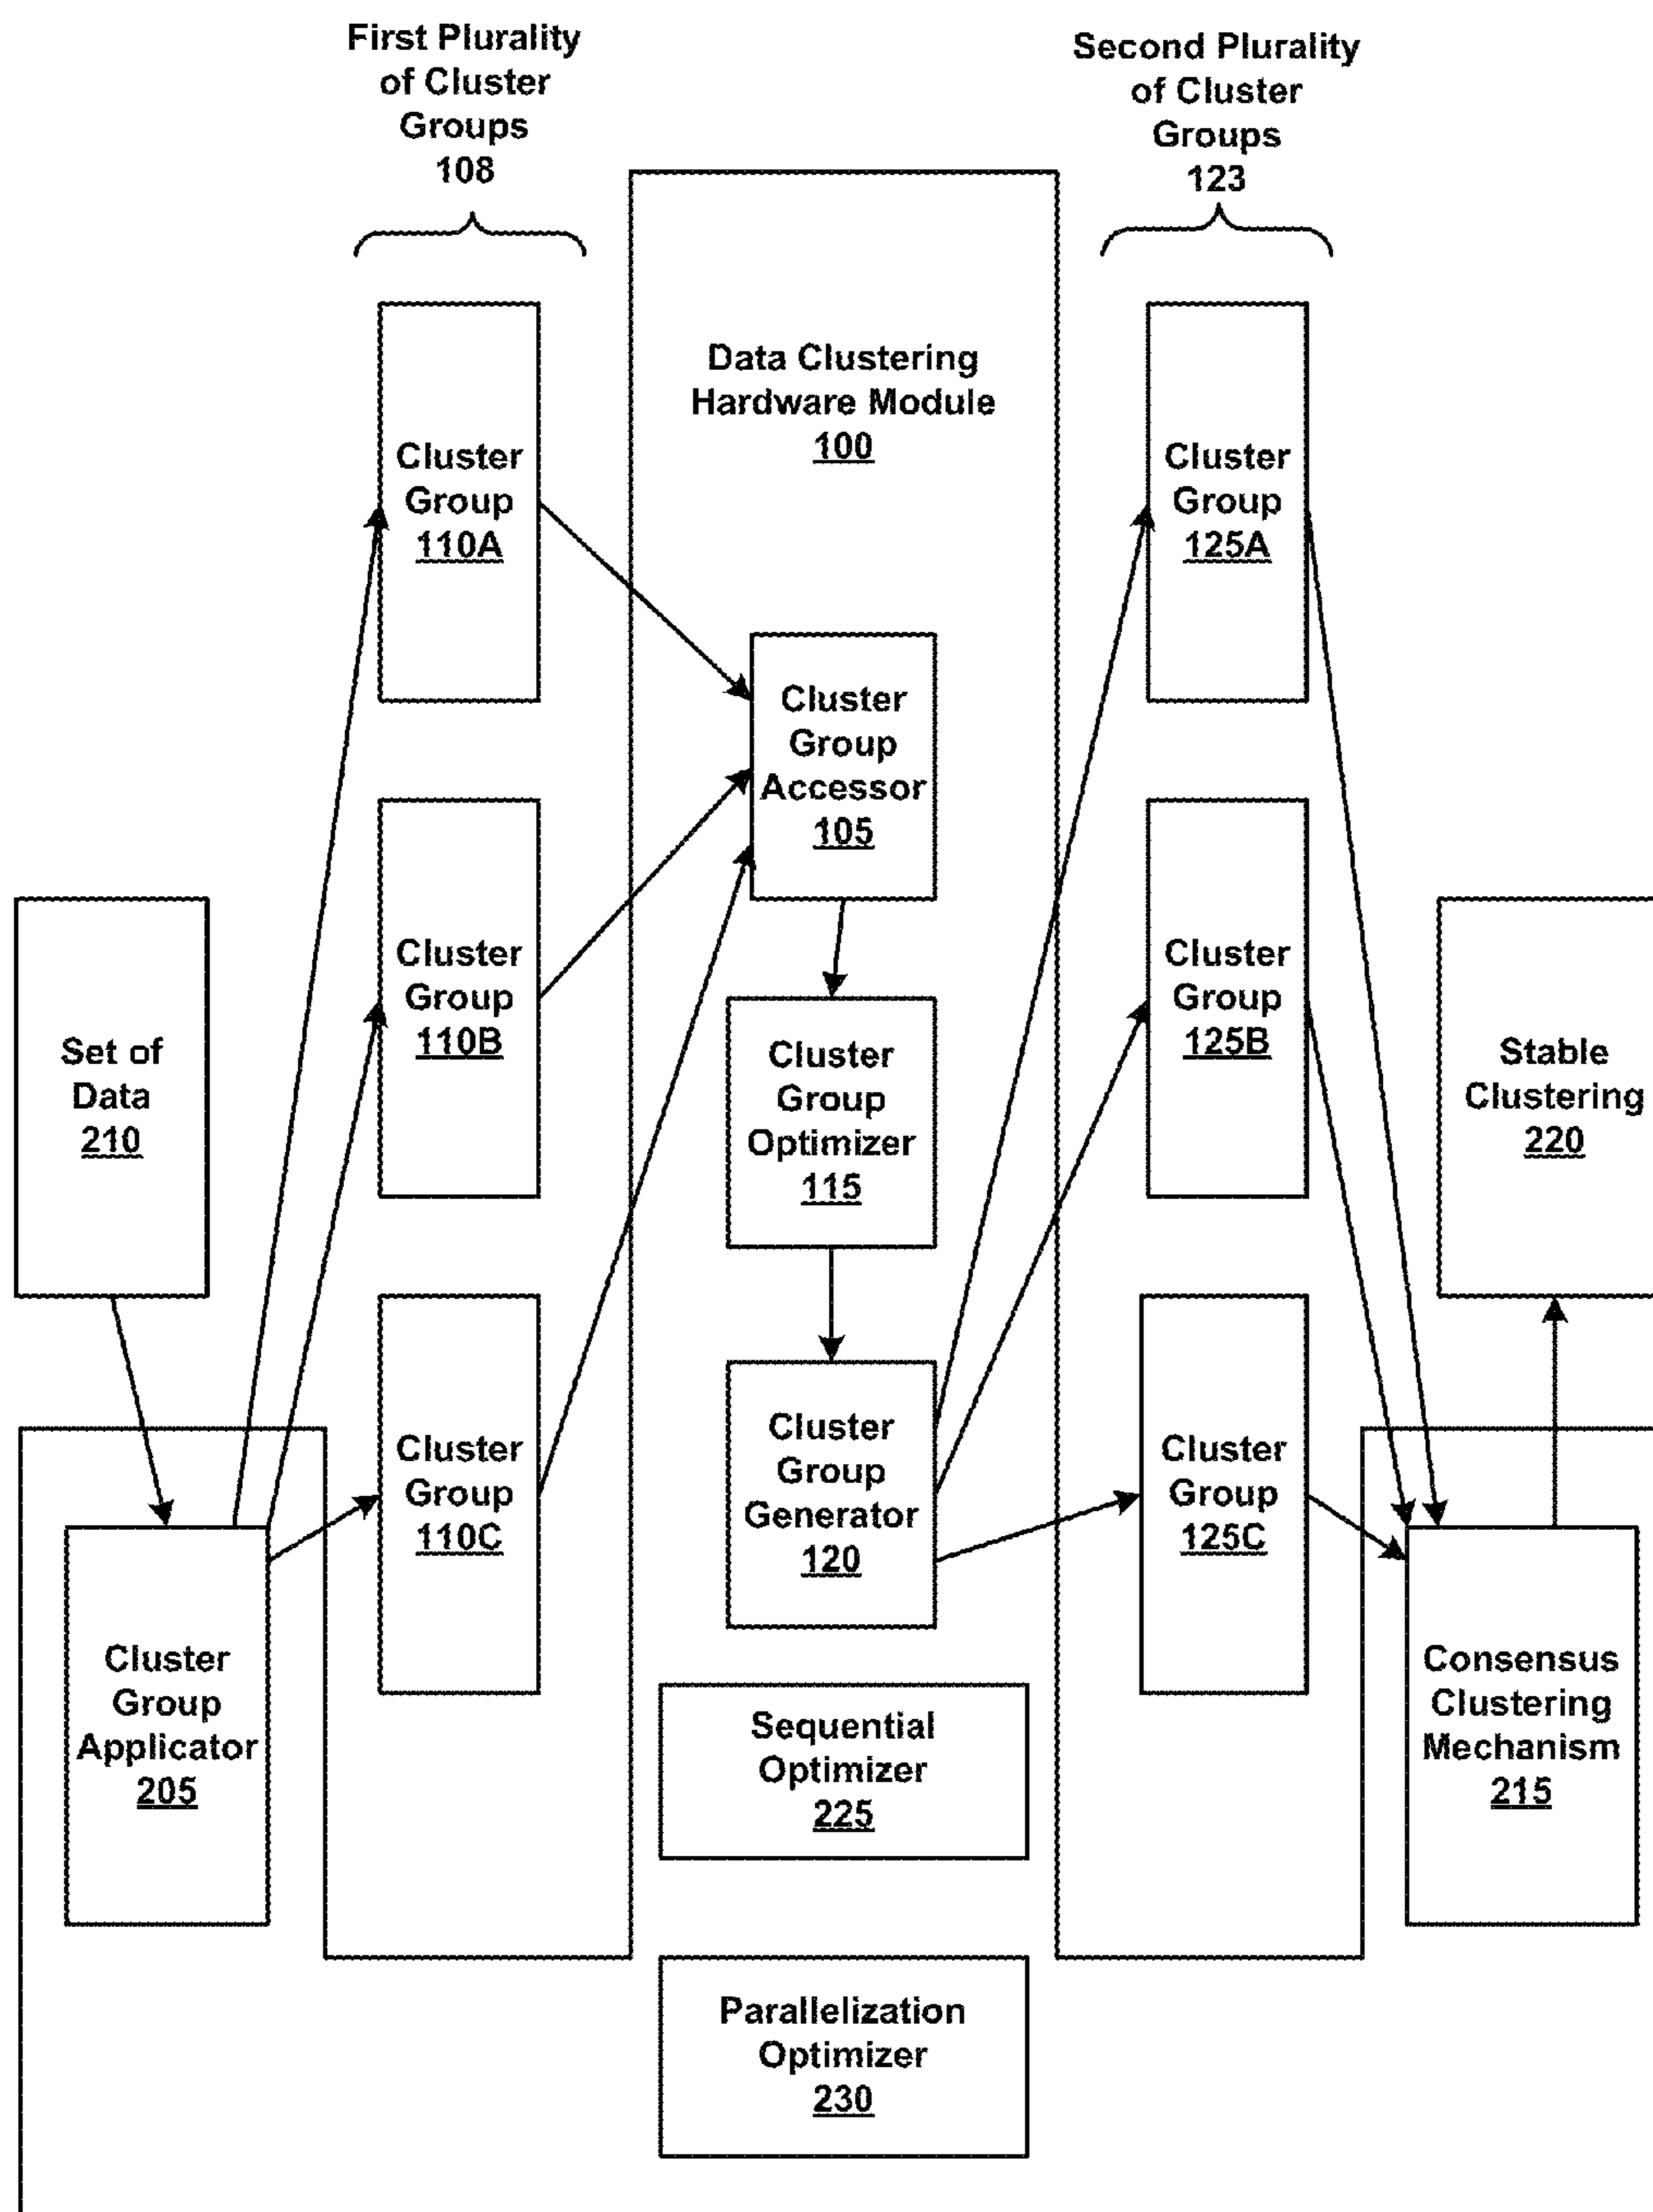 First Plurality
of Cluster
Groups
108
Second Plurality
of Cluster
Groups
123
Data Clustering
Hardware Module
100
Cluster
Group
110A
Cluster
Group
125A
Cluster
Group
Accessor
105
Cluster
Group
110B
Cluster
Group
125B
Set of
Data
210
Cluster
Group
Optimizer
115
Stable
Clustering
220
Cluster
Group
110C
Cluster
Group
Generator
120
Cluster
Group
125C
Cluster
Group
Applicator
205
Sequential
Optimizer
225
Consensus
Clustering
Mechanism
215
Parallelization
Optimizer
230